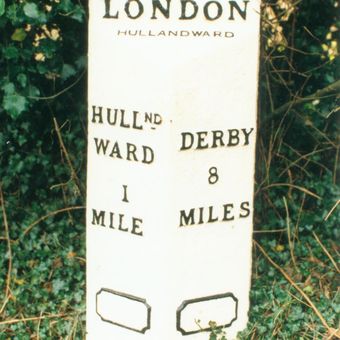 LONDON
HULLANDWARD
HULLND
WARD
1
MILE
DERBY
8
MILES